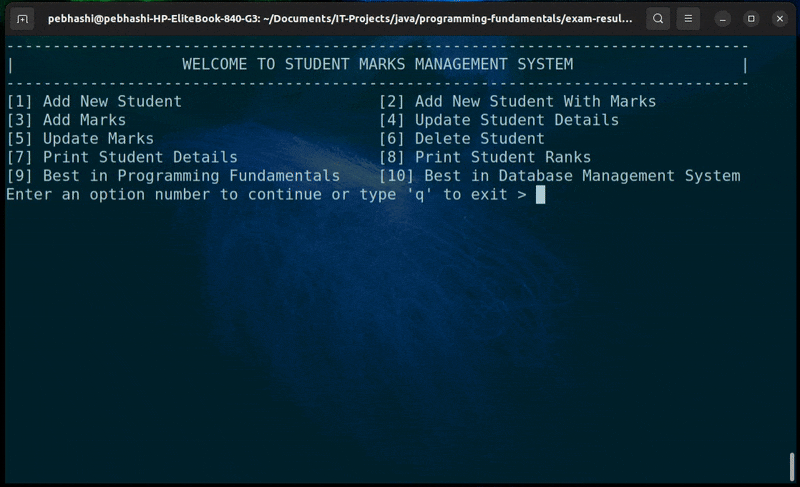 pebhashi@pebhashi-HP-EliteBook-840-G3: ~/Documents/IT-Projects/java/programming-fundamentals/exam-resul...
--------------------------------------------------------------------------------
| WELCOME TO STUDENT MARKS MANAGEMENT SYSTEM |
--------------------------------------------------------------------------------
[1] Add New Student [2] Add New Student With Marks
[3] Add Marks [4] Update Student Details
[5] Update Marks [6] Delete Student
[7] Print Student Details [8] Print Student Ranks
[9] Best in Programming Fundamentals [10] Best in Database Management System
Enter an option number to continue or type 'q' to exit >